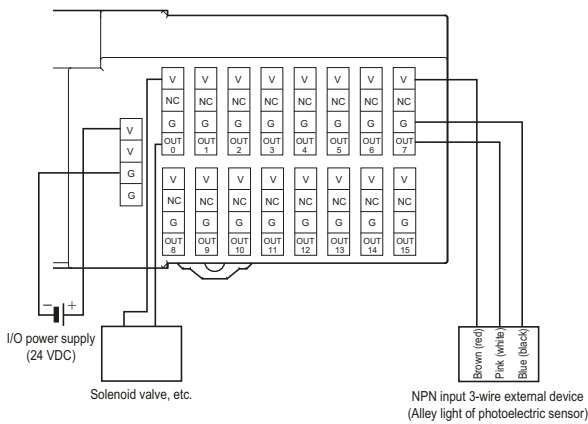 V V V V V V V V
NC NC NC NC NC NC NC NC
G G G G G G G G
OUT 0 OUT 1 OUT 2 OUT 3 OUT 4 OUT 5 OUT 6 OUT 7
V
V
G
G
V V V V V V V V
NC NC NC NC NC NC NC NC
G G G G G G G G
OUT 8 OUT 9 OUT 10 OUT 11 OUT 12 OUT 13 OUT 14 OUT 15
− +
I/O power supply
(24 VDC)
Solenoid valve, etc.
Brown (red)
Pink (white)
Blue (black)
NPN input 3-wire external device
(Alley light of photoelectric sensor)